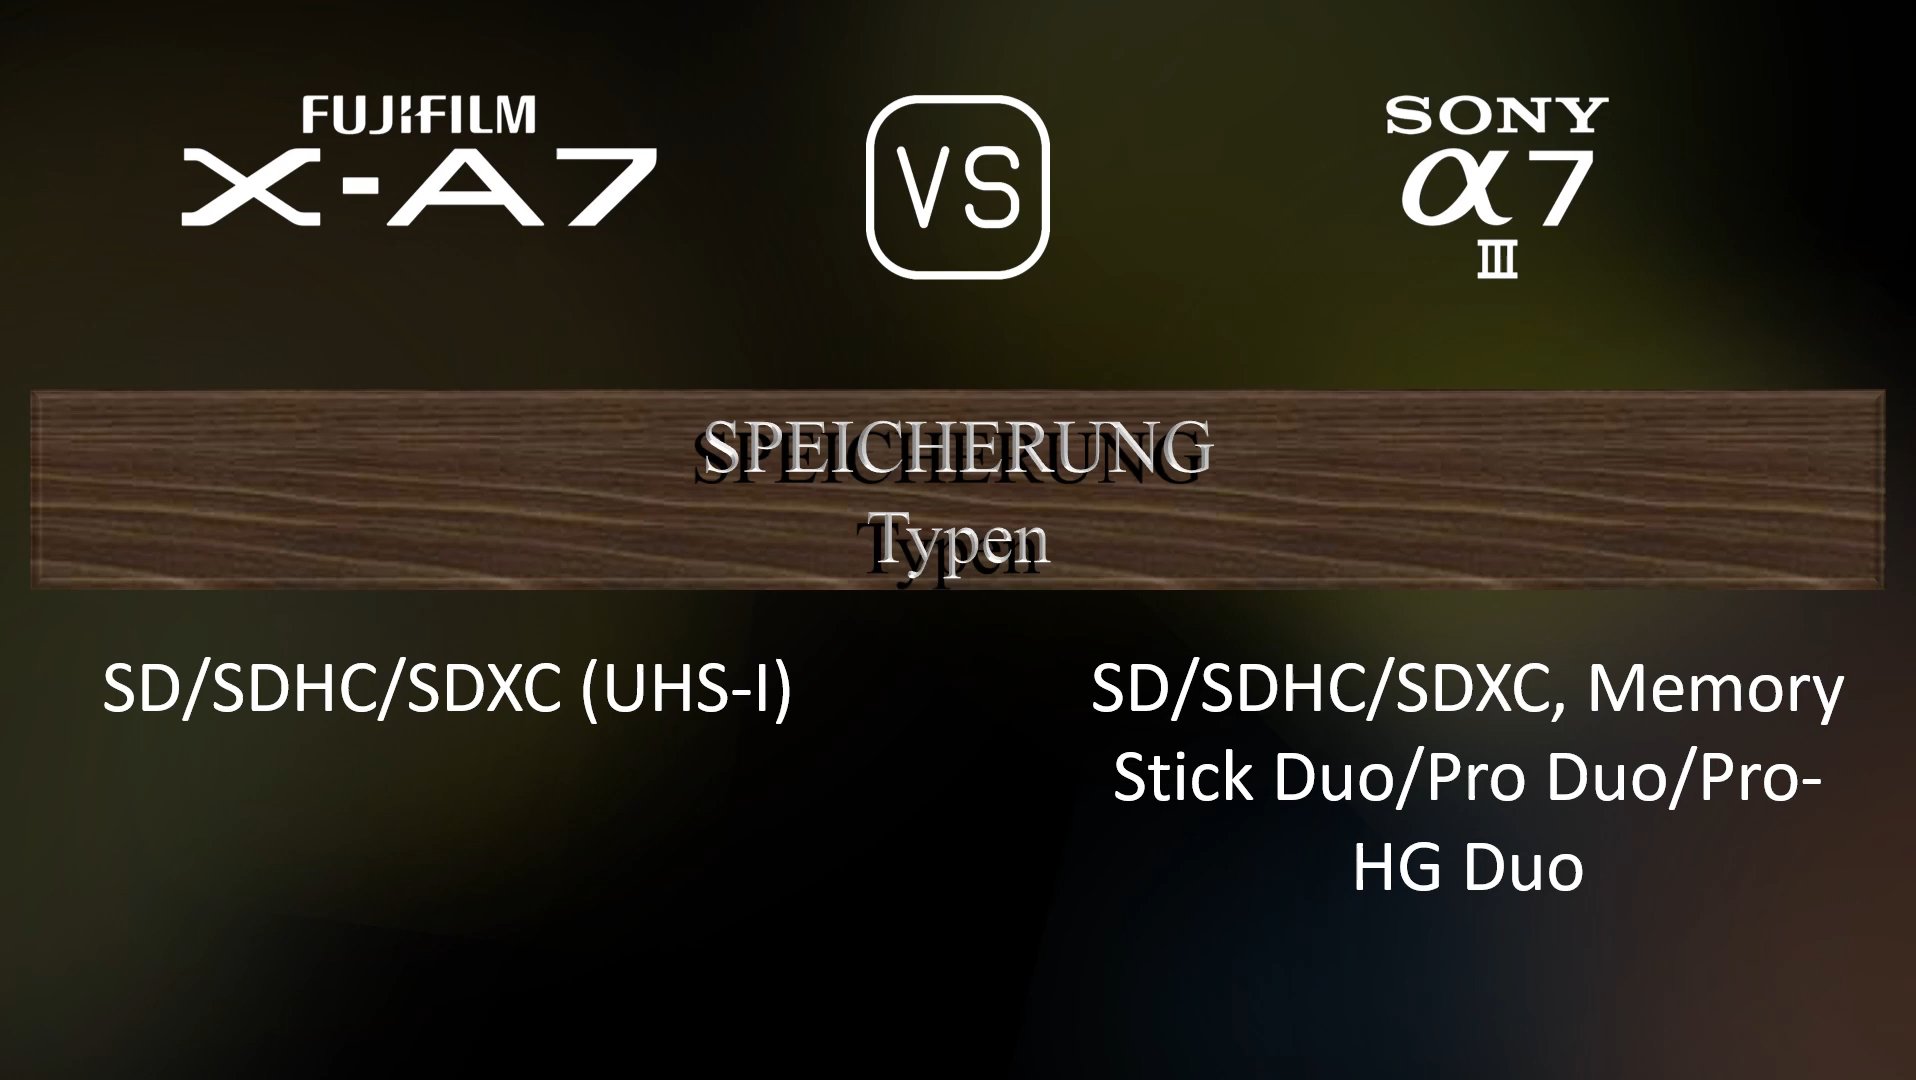 FUJIFILM
X-A7
VS
SONY
α7
III
SPEICHERUNG
Typen
SD/SDHC/SDXC (UHS-I)
SD/SDHC/SDXC, Memory
Stick Duo/Pro Duo/Pro-
HG Duo